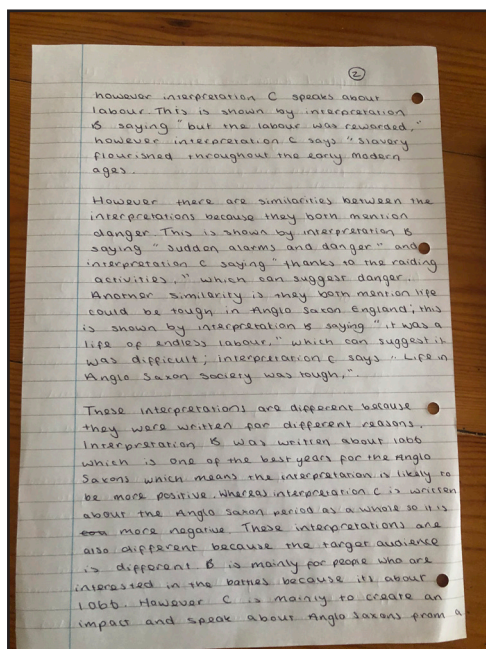 2
however interpretation C speaks about
labour. This is shown by interpretation
B saying "but the labour was rewarded,"
however interpretation C says "Slavery
flourished throughout the early modern
ages.
However there are similarities between the
interpretations because they both mention
danger. This is shown by interpretation B
saying "sudden alarms and danger" and
interpretation C saying "thanks to the raiding
activities," which can suggest danger.
Another similarity is they both mention life
could be tough in Anglo Saxon England; this
is shown by interpretation B saying "it was a
life of endless labour," which can suggest it
was difficult; interpretation C says "Life in
Anglo Saxon society was tough,".
These interpretations are different because
they were written for different reasons.
Interpretation B was written about 1066
which is one of the best years for the Anglo
Saxons which means the interpretation is likely to
be more positive. Whereas interpretation C is written
about the Anglo Saxon period as a whole so it is
more negative. These interpretations are
also different because the target audience
is different B is mainly for people who are
interested in the battles because its about
1066. However C is mainly to create an
impact and speak about Anglo Saxons from a